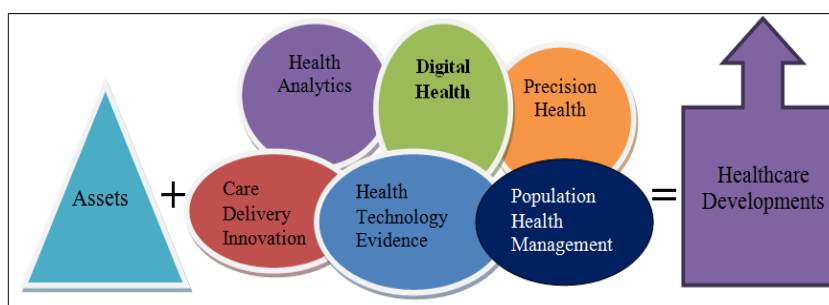 Assets
+
Health
Analytics
Digital
Health
Precision
Health
Care
Delivery
Innovation
Health
Technology
Evidence
Population
Health
Management
=
Healthcare
Developments